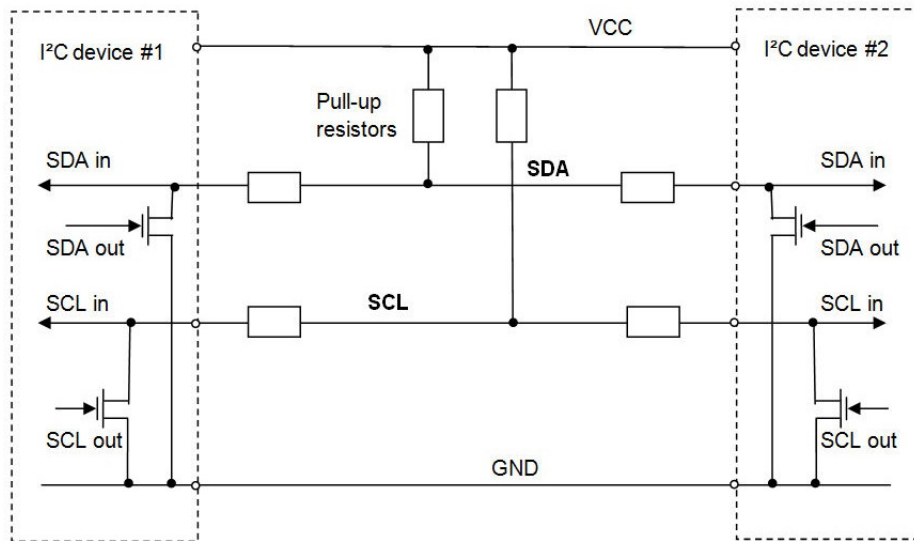 I²C device #1
VCC
I²C device #2
Pull-up
resistors
SDA in
SDA
SDA in
SDA out
SDA out
SCL in
SCL
SCL in
SCL out
SCL out
GND